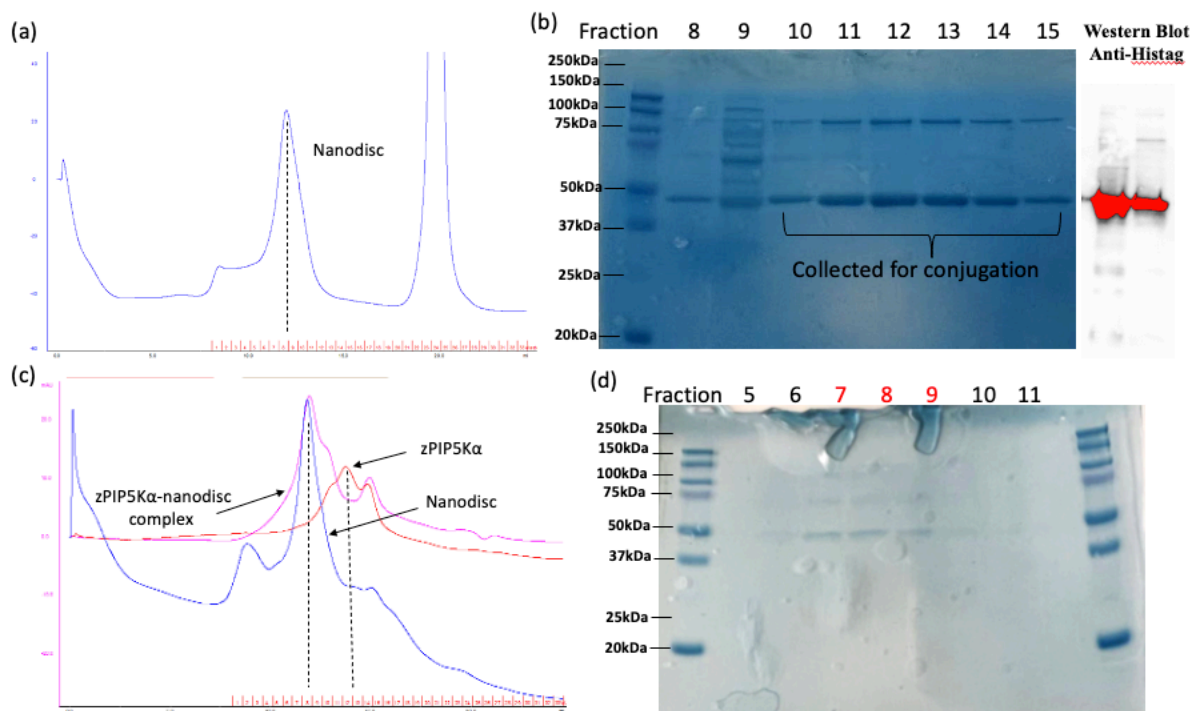 (a)
Nanodisc
(b)
Fraction 8 9 10 11 12 13 14 15
Western Blot
Anti-Histag
250kDa
150kDa
100kDa
75kDa
50kDa
37kDa
25kDa
20kDa
Collected for conjugation
(c)
zPIP5Kα
zPIP5Kα-nanodisc
complex
Nanodisc
(d)
Fraction 5 6 7 8 9 10 11
250kDa
150kDa
100kDa
75kDa
50kDa
37kDa
25kDa
20kDa